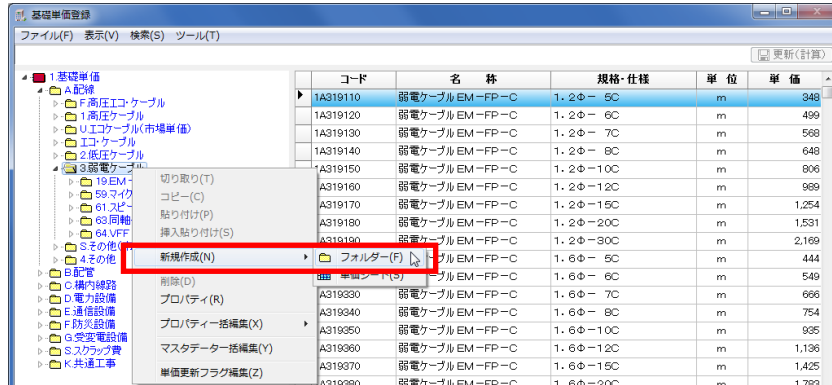 基礎単価登録
ファイル(F) 表示(V) 検索(S) ツール(T)
更新(計算)
1.基礎単価
A.配線
F.高圧エコ・ケーブル
1.高圧ケーブル
U.エコケーブル(市場単価)
エコ・ケーブル
2.低圧ケーブル
3.弱電ケーブル
19.EM-
59.マイク
61.スピー
63.同軸
64.VFF
S.その他(
4.その他
B.配管
C.構内線路
D.電力設備
E.通信設備
F.防災設備
G.受変電設備
S.スクラップ費
K.共通工事
切り取り(T)
コピー(C)
貼り付け(P)
挿入貼り付け(S)
新規作成(N)
削除(D)
プロパティ(R)
プロパティ一括編集(X)
マスタデータ一括編集(Y)
単価更新フラグ編集(Z)
フォルダー(F)
単価シート(S)
コード 名 称 規格・仕様 単 位 単 価
1A319110 弱電ケーブル EM-FP-C 1.2Φ- 5C m 348
1A319120 弱電ケーブル EM-FP-C 1.2Φ- 6C m 499
1A319130 弱電ケーブル EM-FP-C 1.2Φ- 7C m 568
1A319140 弱電ケーブル EM-FP-C 1.2Φ- 8C m 648
1A319150 弱電ケーブル EM-FP-C 1.2Φ-10C m 806
1A319160 弱電ケーブル EM-FP-C 1.2Φ-12C m 989
1A319170 弱電ケーブル EM-FP-C 1.2Φ-15C m 1,254
1A319180 弱電ケーブル EM-FP-C 1.2Φ-20C m 1,531
1A319190 弱電ケーブル EM-FP-C 1.2Φ-30C m 2,169
1.6Φ- 5C m 444
1.6Φ- 6C m 549
1A319330 弱電ケーブル EM-FP-C 1.6Φ- 7C m 666
1A319340 弱電ケーブル EM-FP-C 1.6Φ- 8C m 754
1A319350 弱電ケーブル EM-FP-C 1.6Φ-10C m 935
1A319360 弱電ケーブル EM-FP-C 1.6Φ-12C m 1,136
1A319370 弱電ケーブル EM-FP-C 1.6Φ-15C m 1,425
1A319380 弱電ケーブル EM-FP-C 1.6Φ-20C m 1,783